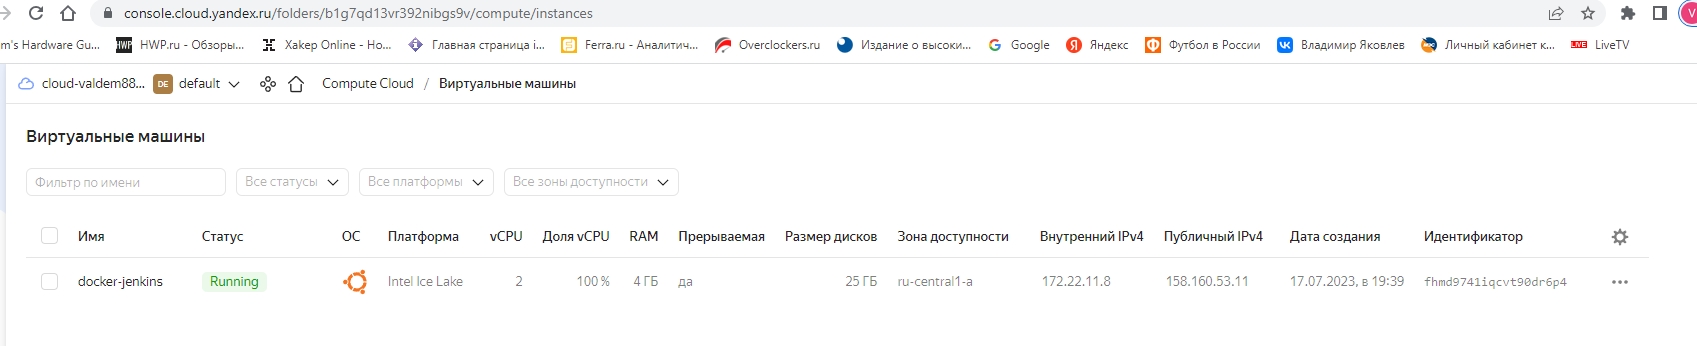 console.cloud.yandex.ru/folders/b1g7qd13vr392nibgs9v/compute/instances V
m's Hardware Gu... HWP HWP.ru - Обзоры... Хакер Online - Но... Главная страница i... Ferra.ru - Аналитич... Overclockers.ru Издание о высоки... G Google Я Яндекс Футбол в России Владимир Яковлев Личный кабинет к... LIVE LiveTV
cloud-valdem88... DE default Compute Cloud / Виртуальные машины
Виртуальные машины
Фильтр по имени Все статусы Все платформы Все зоны доступности
Имя Статус ОС Платформа vCPU Доля vCPU RAM Прерываемая Размер дисков Зона доступности Внутренний IPv4 Публичный IPv4 Дата создания Идентификатор
docker-jenkins Running Intel Ice Lake 2 100 % 4 ГБ да 25 ГБ ru-central1-a 172.22.11.8 158.160.53.11 17.07.2023, в 19:39 fhmd9741iqcvt90dr6p4